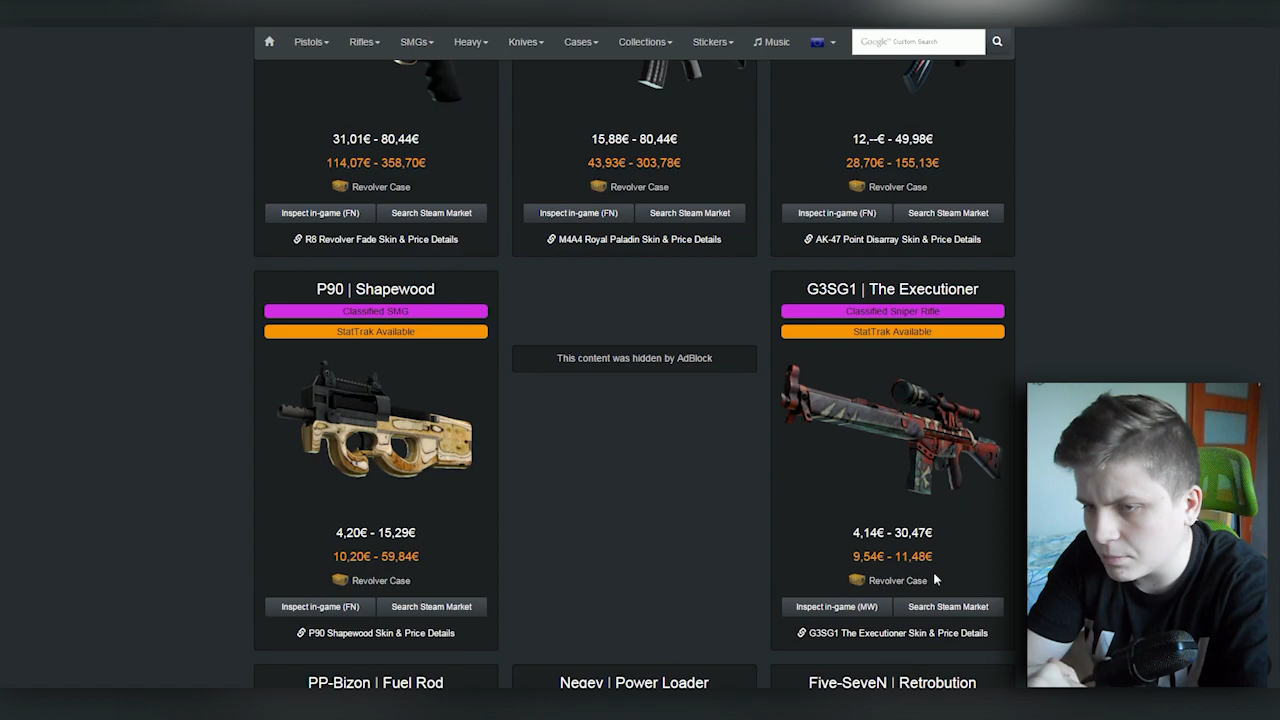 Pistols Rifles SMGs Heavy Knives Cases Collections Stickers Music Google™ Custom Search
31,01€ - 80,44€
114,07€ - 358,70€
Revolver Case
Inspect in-game (FN) Search Steam Market
R8 Revolver Fade Skin & Price Details
15,88€ - 80,44€
43,93€ - 303,78€
Revolver Case
Inspect in-game (FN) Search Steam Market
M4A4 Royal Paladin Skin & Price Details
12,--€ - 49,98€
28,70€ - 155,13€
Revolver Case
Inspect in-game (FN) Search Steam Market
AK-47 Point Disarray Skin & Price Details
P90 | Shapewood
Classified SMG
StatTrak Available
4,20€ - 15,29€
10,20€ - 59,84€
Revolver Case
Inspect in-game (FN) Search Steam Market
P90 Shapewood Skin & Price Details
This content was hidden by AdBlock
G3SG1 | The Executioner
Classified Sniper Rifle
StatTrak Available
4,14€ - 30,47€
9,54€ - 11,48€
Revolver Case
Inspect in-game (MW) Search Steam Market
G3SG1 The Executioner Skin & Price Details
PP-Bizon | Fuel Rod
Negev | Power Loader
Five-SeveN | Retrobution